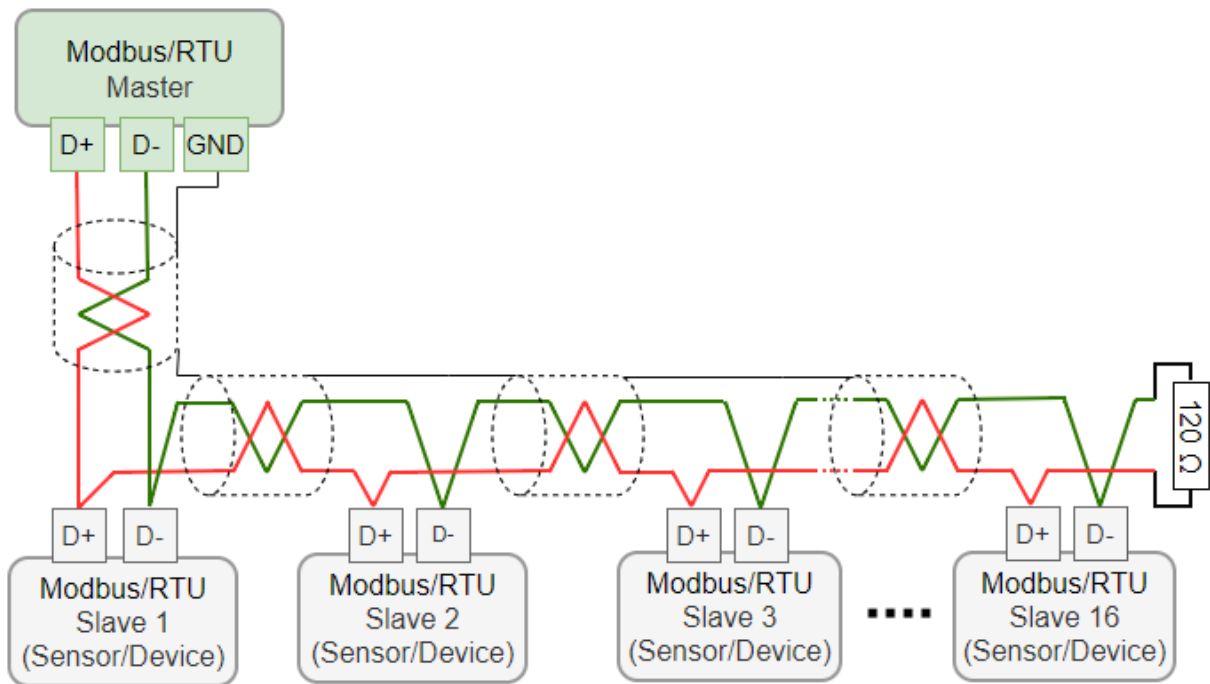 Modbus/RTU
Master
D+ D- GND
120 Ω
D+ D- D+ D- D+ D- D+ D-
Modbus/RTU
Slave 1
(Sensor/Device)
Modbus/RTU
Slave 2
(Sensor/Device)
Modbus/RTU
Slave 3
(Sensor/Device)
Modbus/RTU
Slave 16
(Sensor/Device)